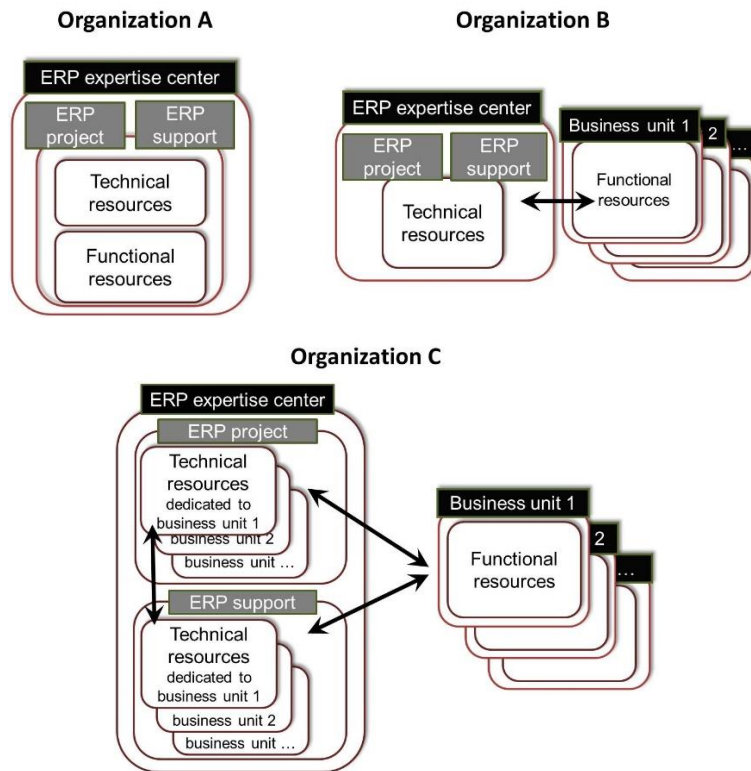 Organization A
ERP expertise center
ERP
project
ERP
support
Technical
resources
Functional
resources
Organization B
ERP expertise center
ERP
project
ERP
support
Technical
resources
Business unit 1
2
...
Functional
resources
Organization C
ERP expertise center
ERP project
Technical
resources
dedicated to
business unit 1
business unit 2
business unit ...
ERP support
Technical
resources
dedicated to
business unit 1
business unit 2
business unit ...
Business unit 1
2
...
Functional
resources